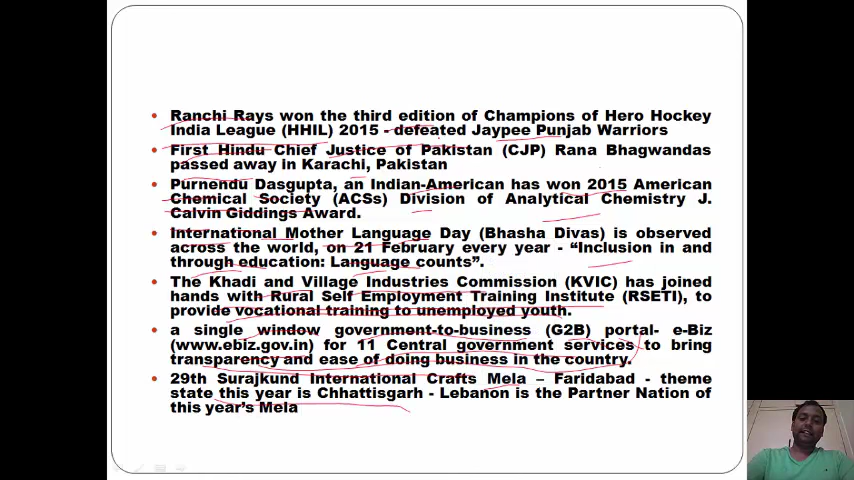 Ranchi Rays won the third edition of Champions of Hero Hockey
India League (HHIL) 2015 - defeated Jaypee Punjab Warriors
First Hindu Chief Justice of Pakistan (CJP) Rana Bhagwandas
passed away in Karachi, Pakistan
Purnendu Dasgupta, an Indian-American has won 2015 American
Chemical Society (ACSs) Division of Analytical Chemistry J.
Calvin Giddings Award.
International Mother Language Day (Bhasha Divas) is observed
across the world, on 21 February every year - “Inclusion in and
through education: Language counts”.
The Khadi and Village Industries Commission (KVIC) has joined
hands with Rural Self Employment Training Institute (RSETI), to
provide vocational training to unemployed youth.
a single window government-to-business (G2B) portal- e-Biz
(www.ebiz.gov.in) for 11 Central government services to bring
transparency and ease of doing business in the country.
29th Surajkund International Crafts Mela – Faridabad - theme
state this year is Chhattisgarh - Lebanon is the Partner Nation of
this year’s Mela